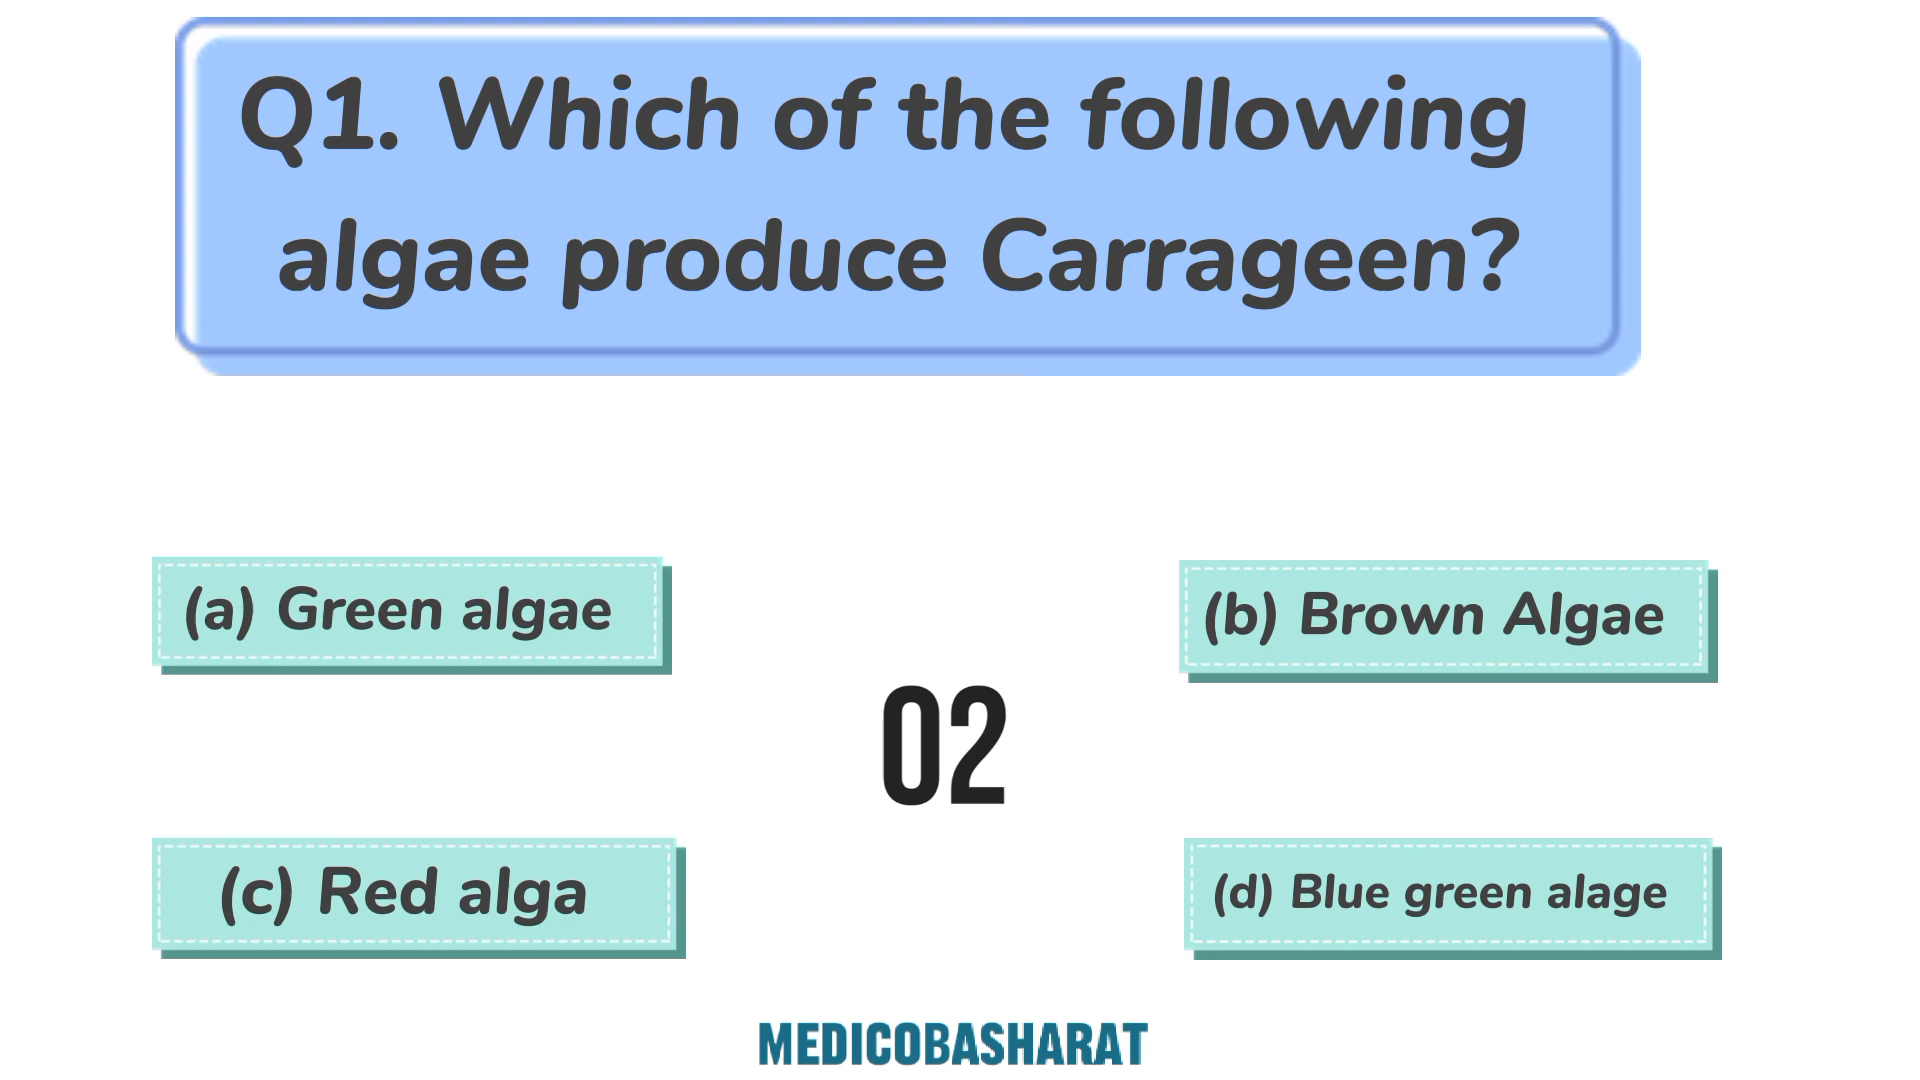 Q1. Which of the following
algae produce Carrageen?
(a) Green algae
(b) Brown Algae
02
(c) Red alga
(d) Blue green alage
MEDICOBASHARAT